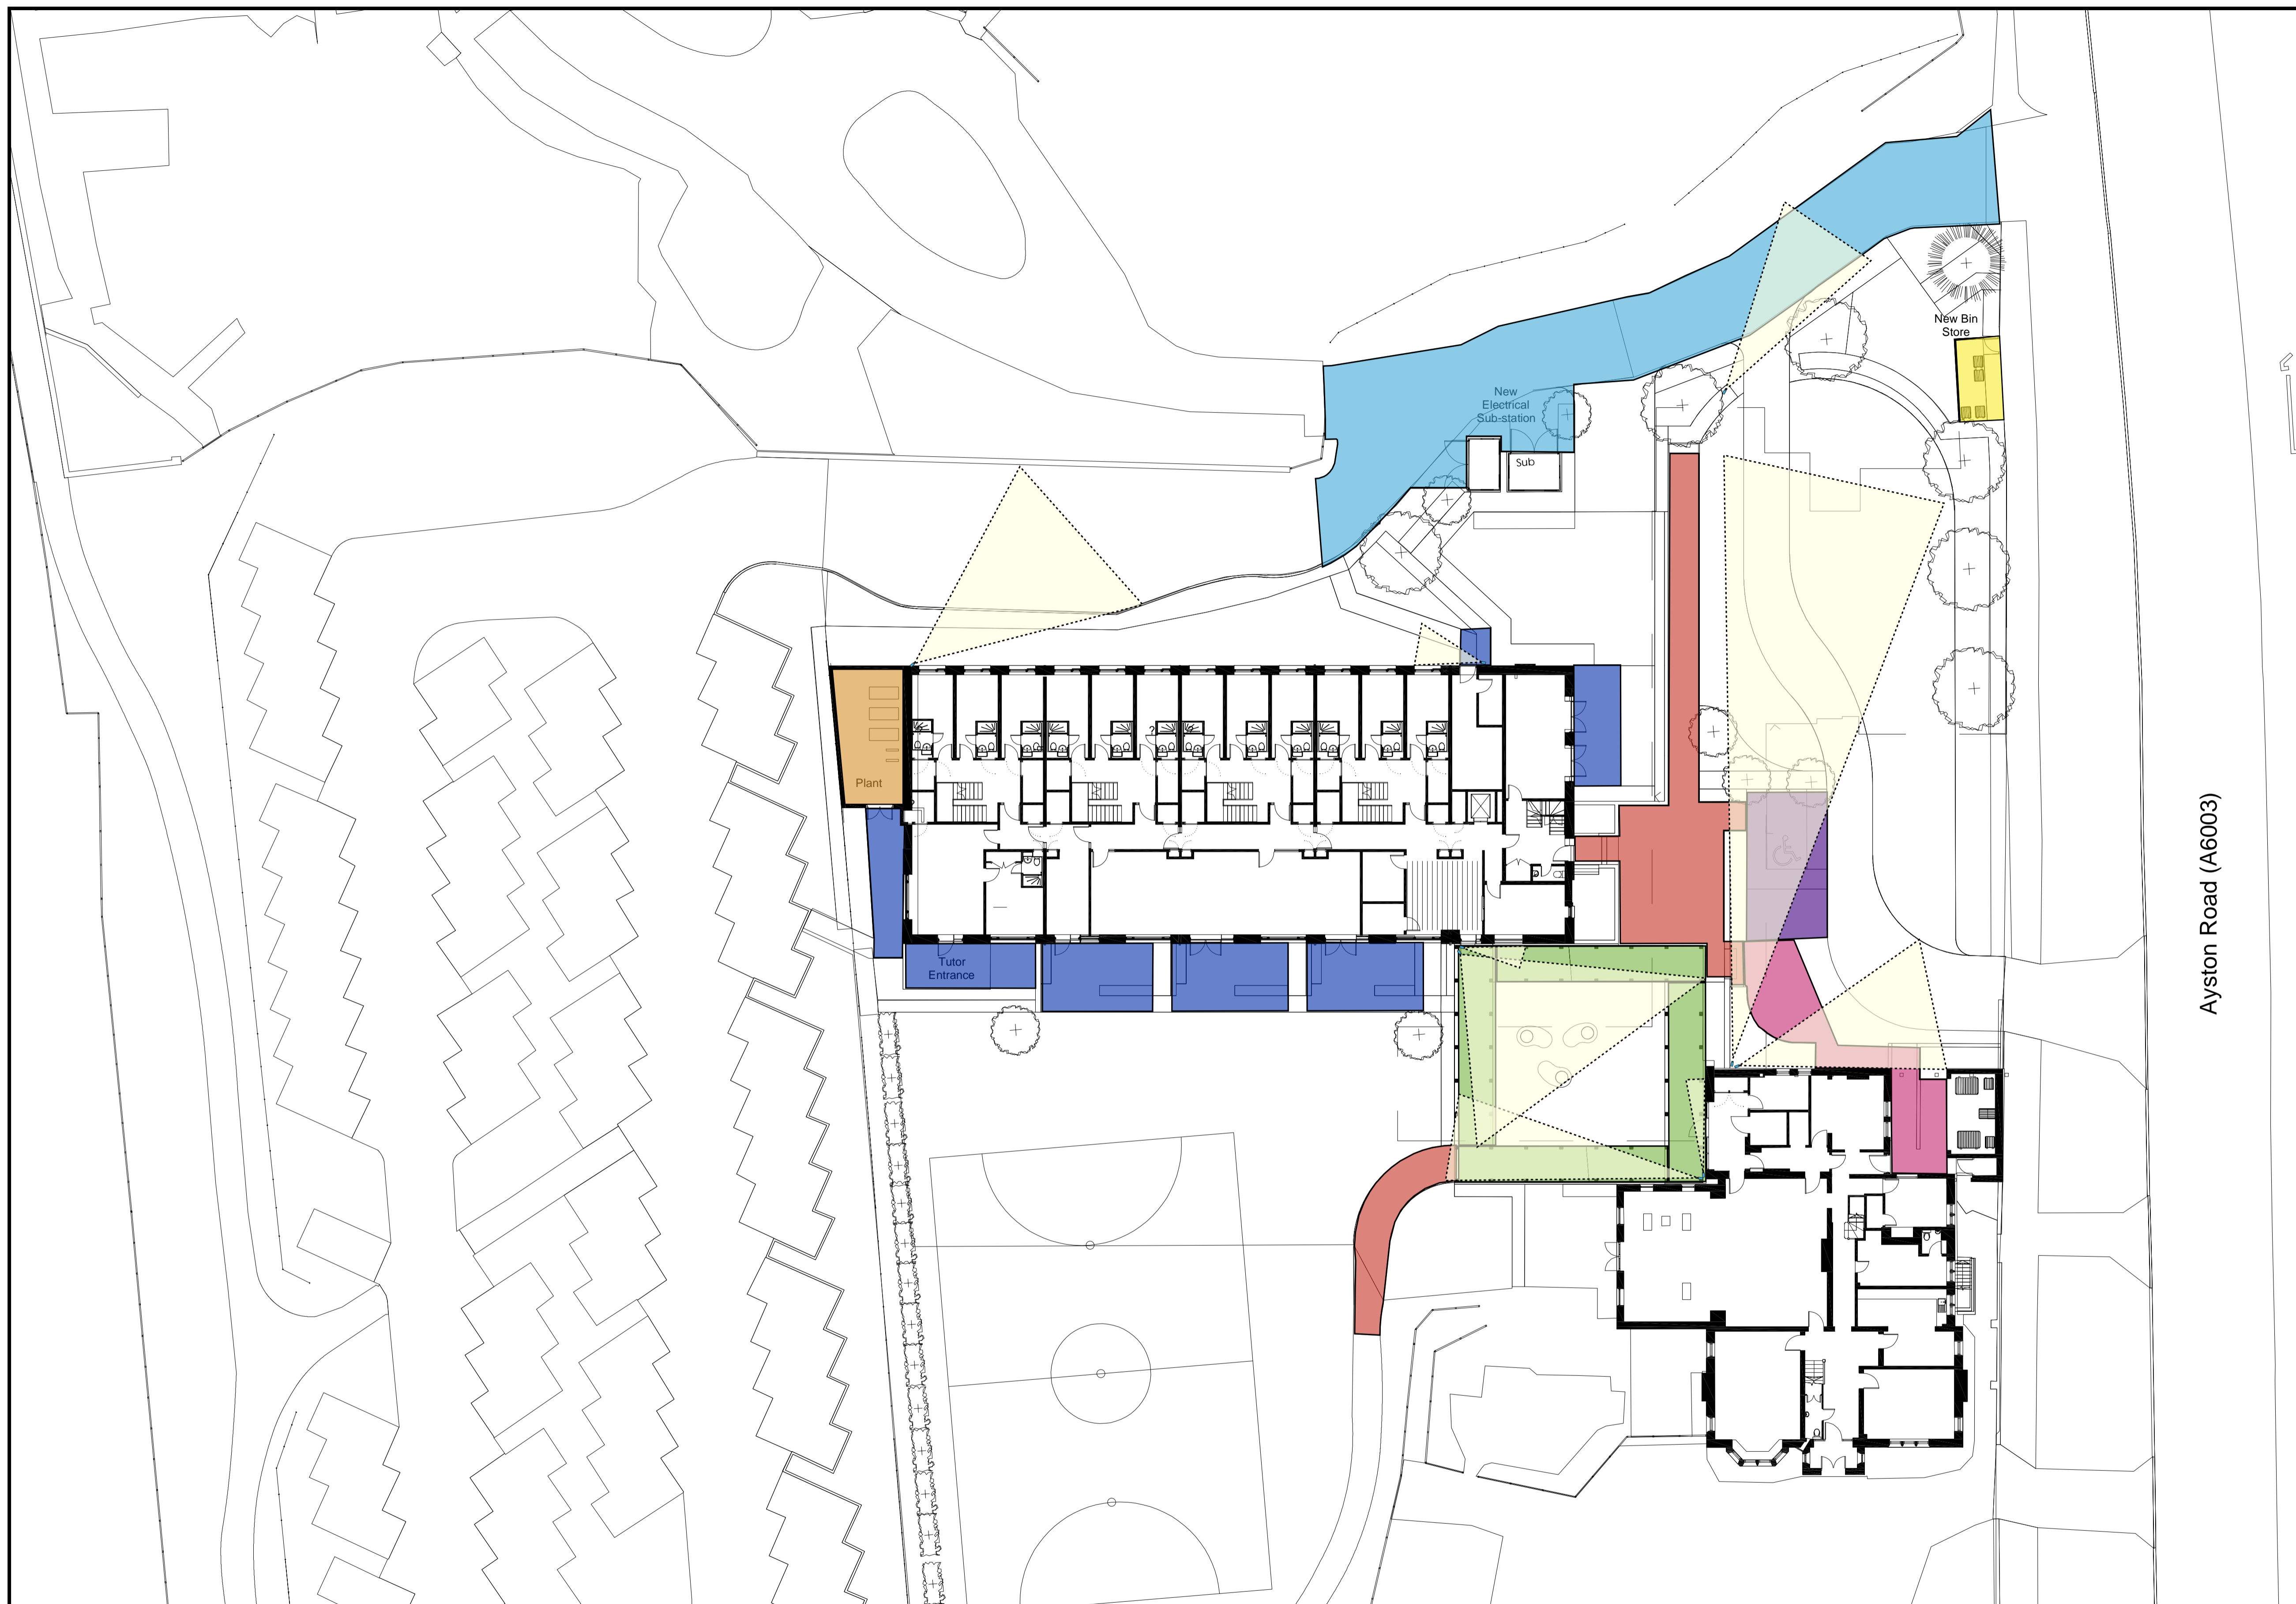 New Bin
Store
New
Electrical
Sub-station
Sub
Plant
Tutor
Entrance
Ayston Road (A6003)